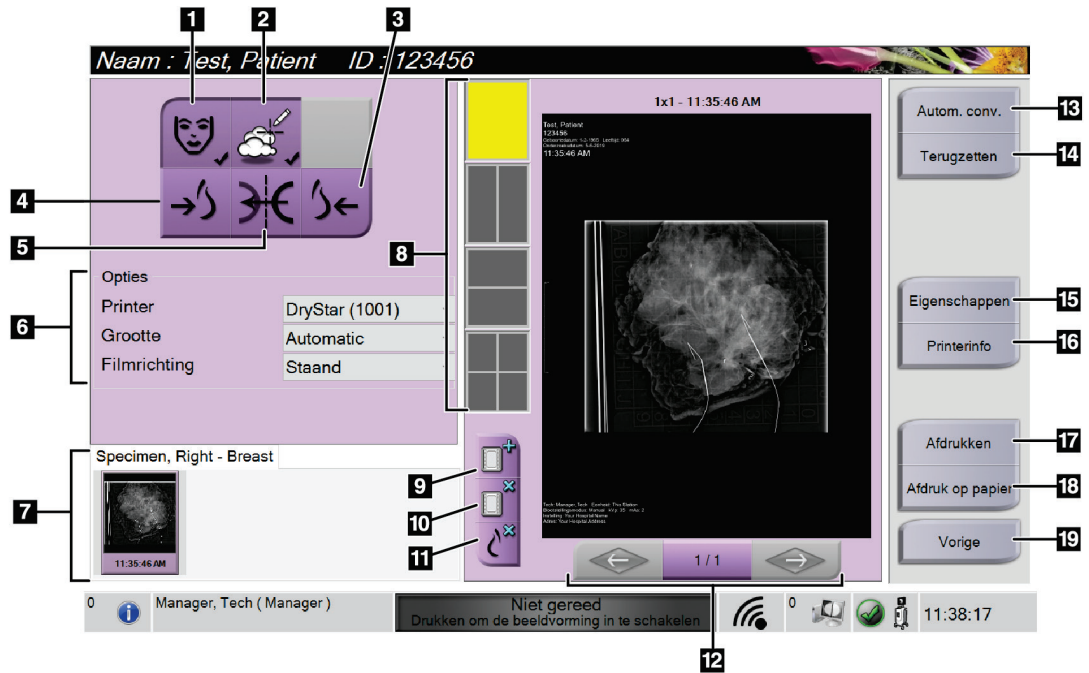 1
2
3
Naam : Test, Patient ID : 123456
4
5
6
Opties
Printer DryStar (1001)
Grootte Automatic
Filmrichting Staand
7
Specimen, Right - Breast
11:35:46 AM
8
9
10
11
1x1 - 11:35:46 AM
Test, Patient
123456
11:35:46 AM
1 / 1
12
Autom. conv. 13
Terugzetten 14
Eigenschappen 15
Printerinfo 16
Afdrukken 17
Afdruk op papier 18
Vorige 19
0
Manager, Tech ( Manager )
Niet gereed
Drukken om de beeldvorming in te schakelen
0
11:38:17